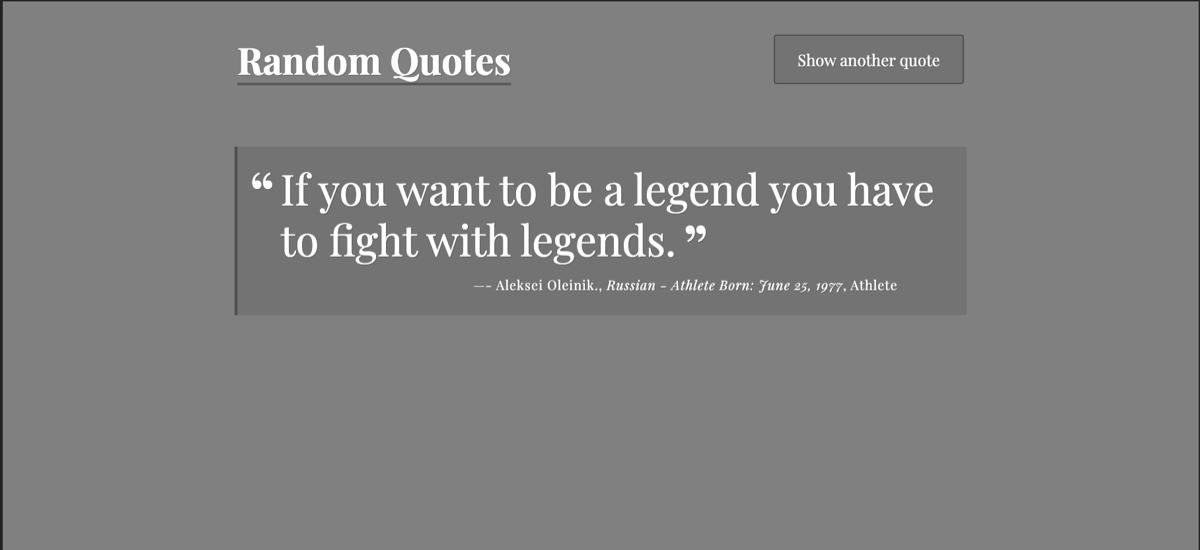 Random Quotes
Show another quote
“ If you want to be a legend you have
to fight with legends. ”
—- Aleksei Oleinik., Russian - Athlete Born: June 25, 1977, Athlete